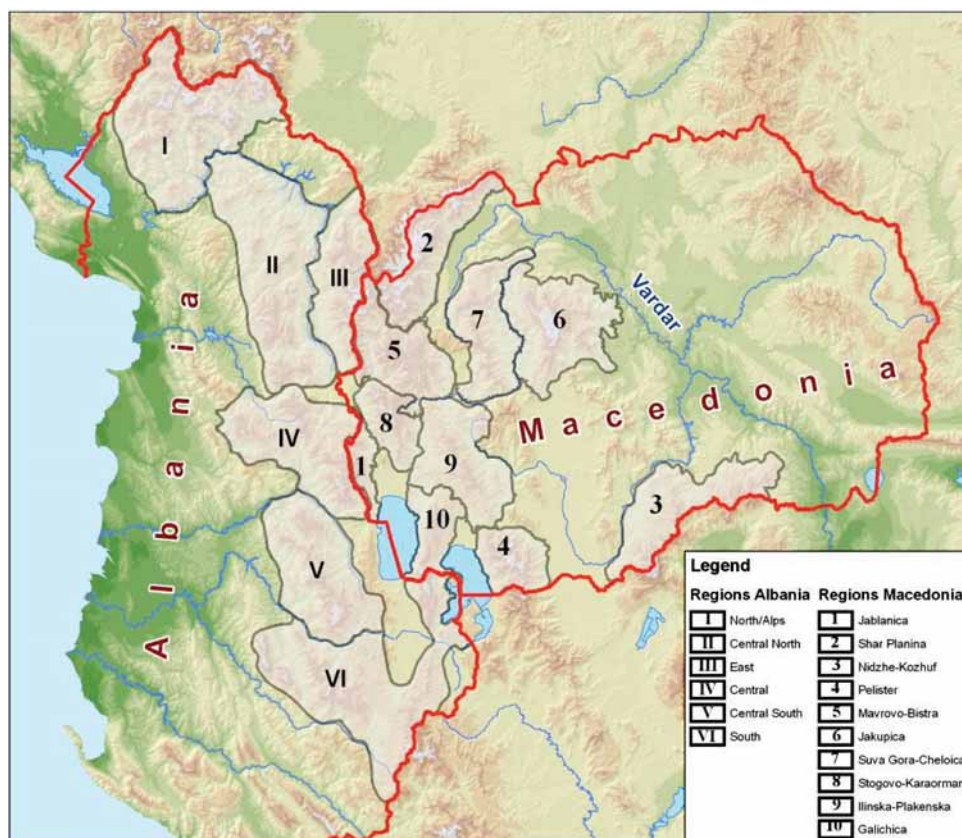 I
II
III
IV
V
VI
1
2
3
4
5
6
7
8
9
10
Albania
Macedonia
Vardar
Legend
Regions Albania
I North/Alps
II Central North
III East
IV Central
V Central South
VI South
Regions Macedonia
1 Jablanica
2 Shar Planina
3 Nidzhe-Kozhuf
4 Pelister
5 Mavrovo-Bistra
6 Jakupica
7 Suva Gora-Cheloica
8 Stogovo-Karaorman
9 Ilinska-Plakenska
10 Galichica